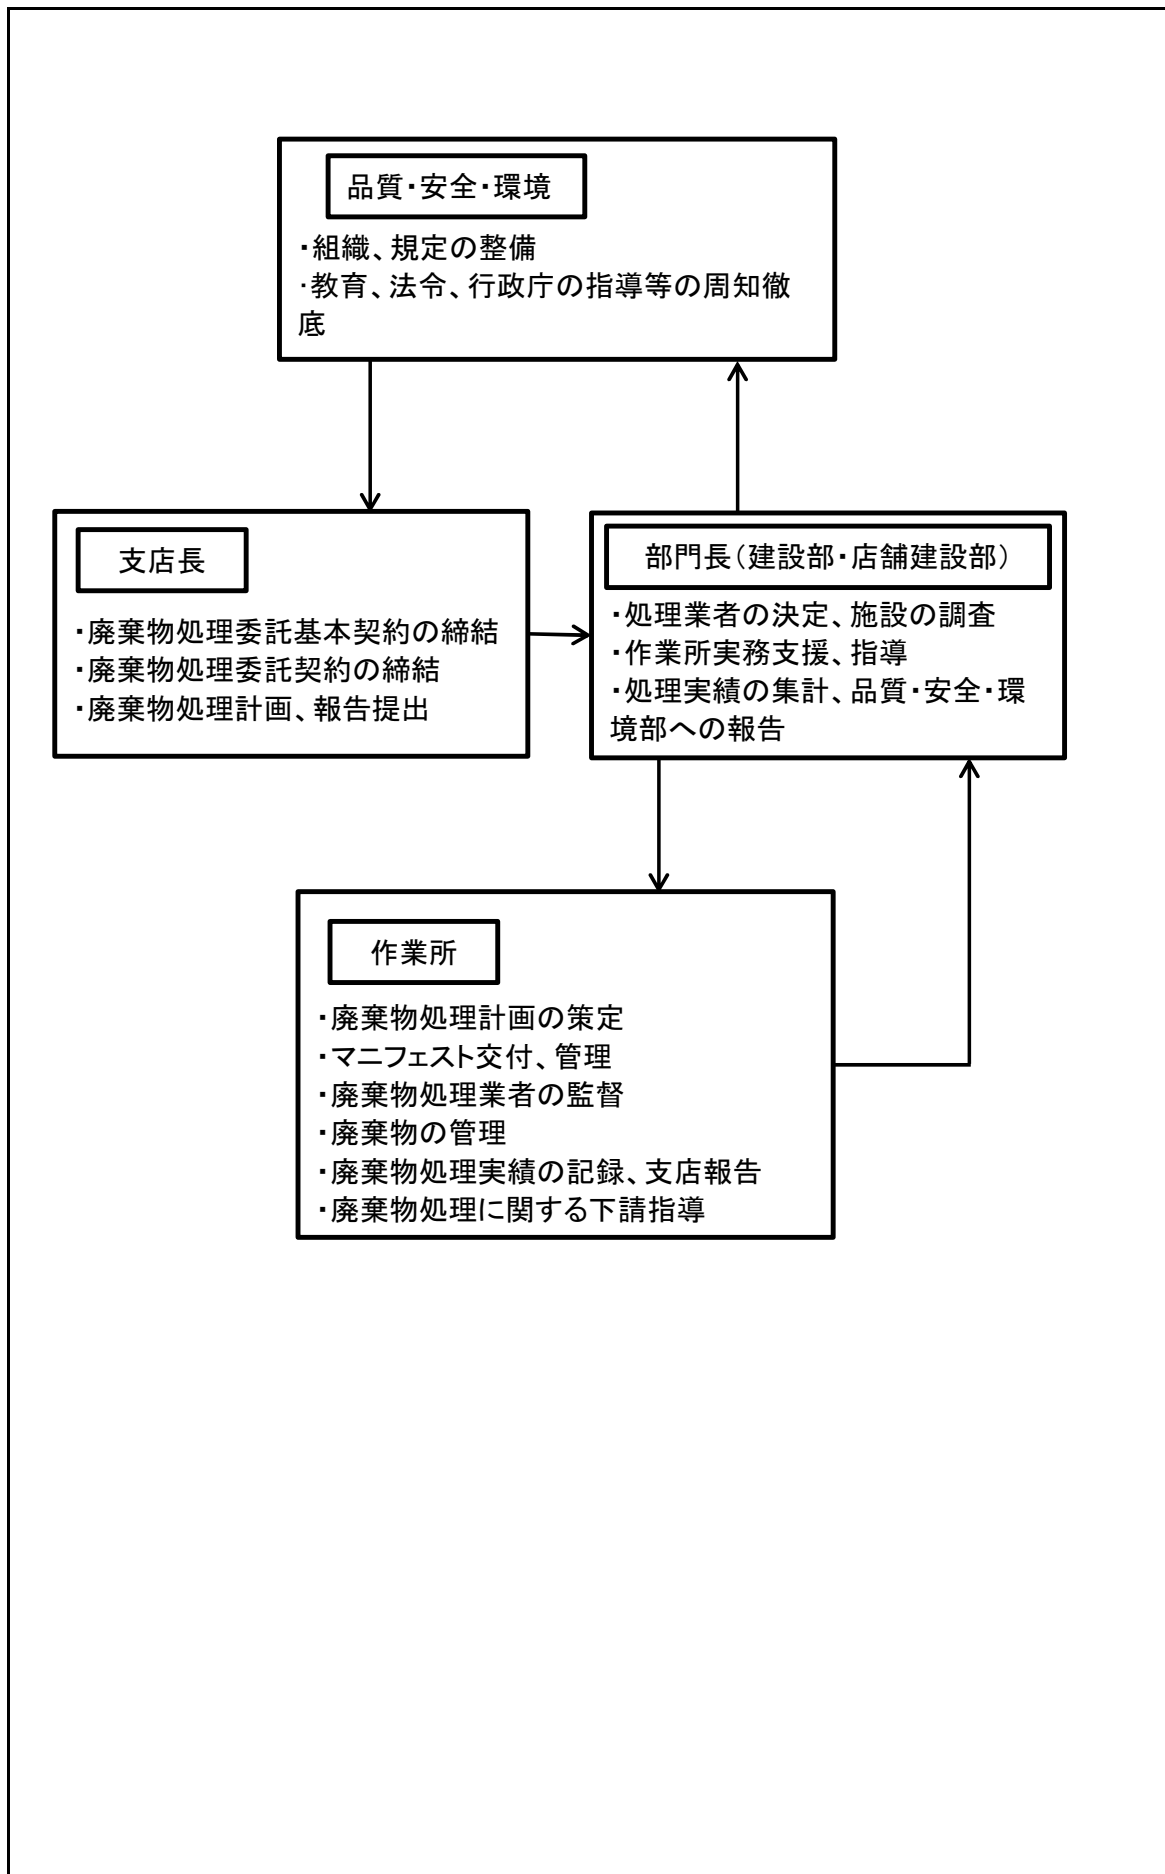 品質・安全・環境
・組織、規定の整備
・教育、法令、行政庁の指導等の周知徹
底
支店長
・廃棄物処理委託基本契約の締結
・廃棄物処理委託契約の締結
・廃棄物処理計画、報告提出
部門長（建設部・店舗建設部）
・処理業者の決定、施設の調査
・作業所実務支援、指導
・処理実績の集計、品質・安全・環
境部への報告
作業所
・廃棄物処理計画の策定
・マニフェスト交付、管理
・廃棄物処理業者の監督
・廃棄物の管理
・廃棄物処理実績の記録、支店報告
・廃棄物処理に関する下請指導